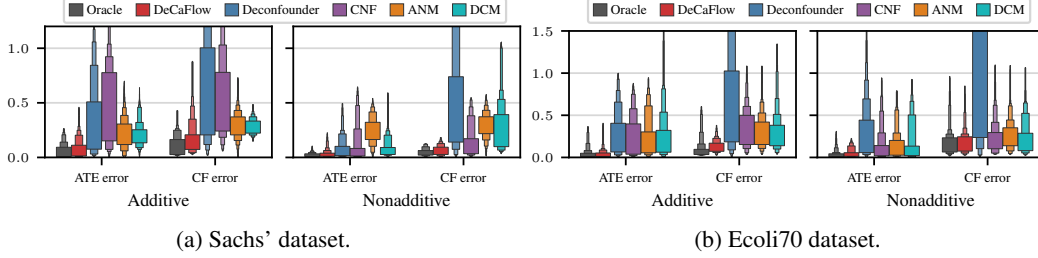 Oracle DeCaFlow Deconfounder CNF ANM DCM
1.0
0.5
0.0
ATE error CF error ATE error CF error
Additive Nonadditive
(a) Sachs’ dataset.
Oracle DeCaFlow Deconfounder CNF ANM DCM
1.5
1.0
0.5
0.0
ATE error CF error ATE error CF error
Additive Nonadditive
(b) Ecoli70 dataset.